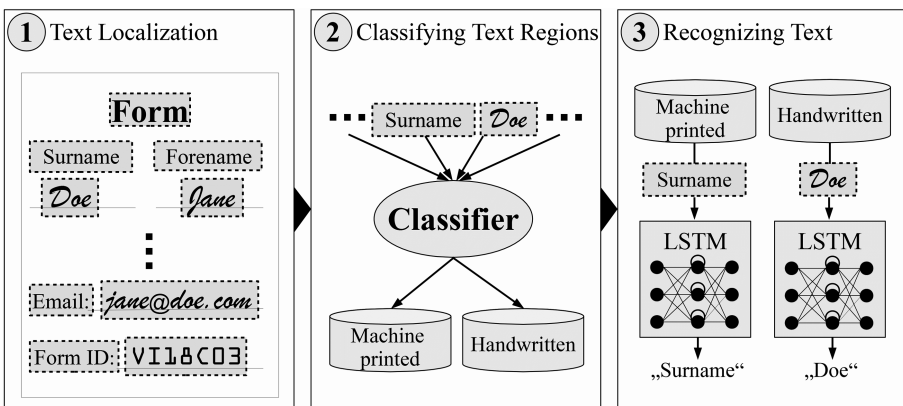 1 Text Localization
Form
Surname Forename
Doe Jane
Email: jane@doe.com
Form ID: VI18C03
2 Classifying Text Regions
Surname Doe
Classifier
Machine printed
Handwritten
3 Recognizing Text
Machine printed
Handwritten
Surname Doe
LSTM LSTM
„Surname“ „Doe“